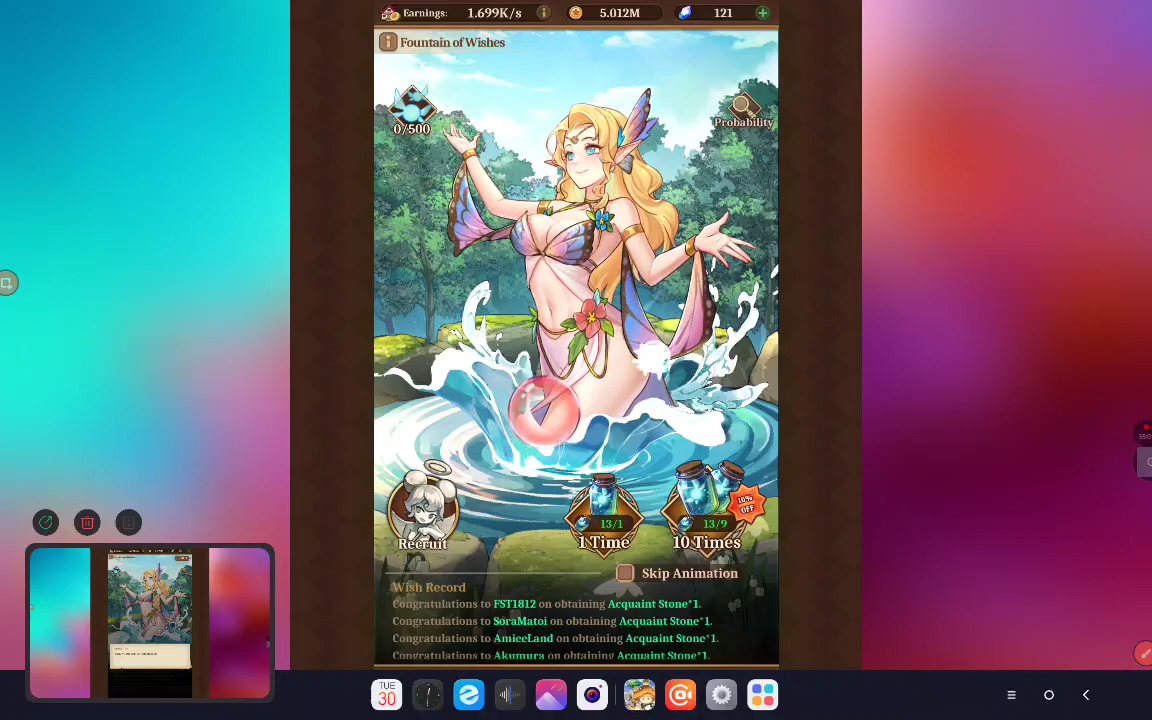 Earnings: 1.699K/s 5.012M 121
Fountain of Wishes
0/500
Probability
10% OFF
13/1
13/9
Recruit
1 Time
10 Times
Skip Animation
Wish Record
Congratulations to FST1812 on obtaining Acquaint Stone*1.
Congratulations to SoraMatoi on obtaining Acquaint Stone*1.
Congratulations to AmiceLand on obtaining Acquaint Stone*1.
Congratulations to Akumura on obtaining Acquaint Stone*1.
TUE
30